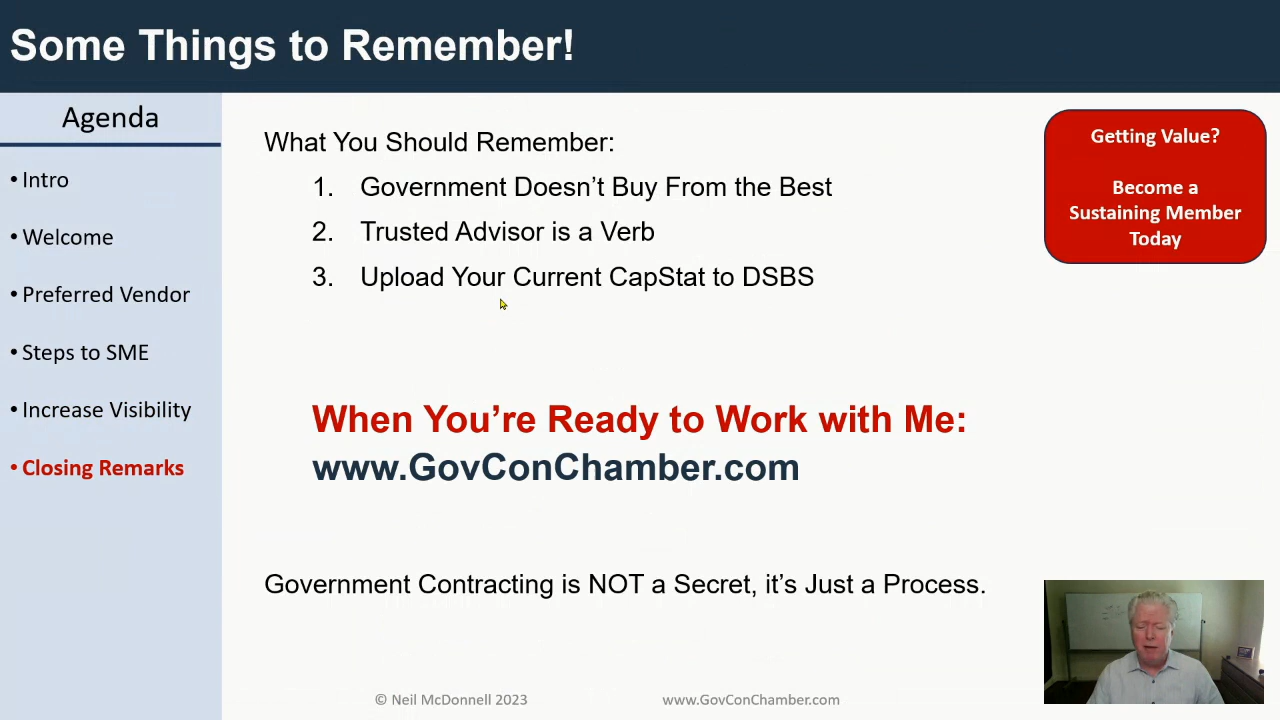 Some Things to Remember!
Agenda
• Intro
• Welcome
• Preferred Vendor
• Steps to SME
• Increase Visibility
• Closing Remarks
What You Should Remember:
1. Government Doesn’t Buy From the Best
2. Trusted Advisor is a Verb
3. Upload Your Current CapStat to DSBS
When You’re Ready to Work with Me:
www.GovConChamber.com
Government Contracting is NOT a Secret, it’s Just a Process.
Getting Value?
Become a
Sustaining Member
Today
© Neil McDonnell 2023
www.GovConChamber.com